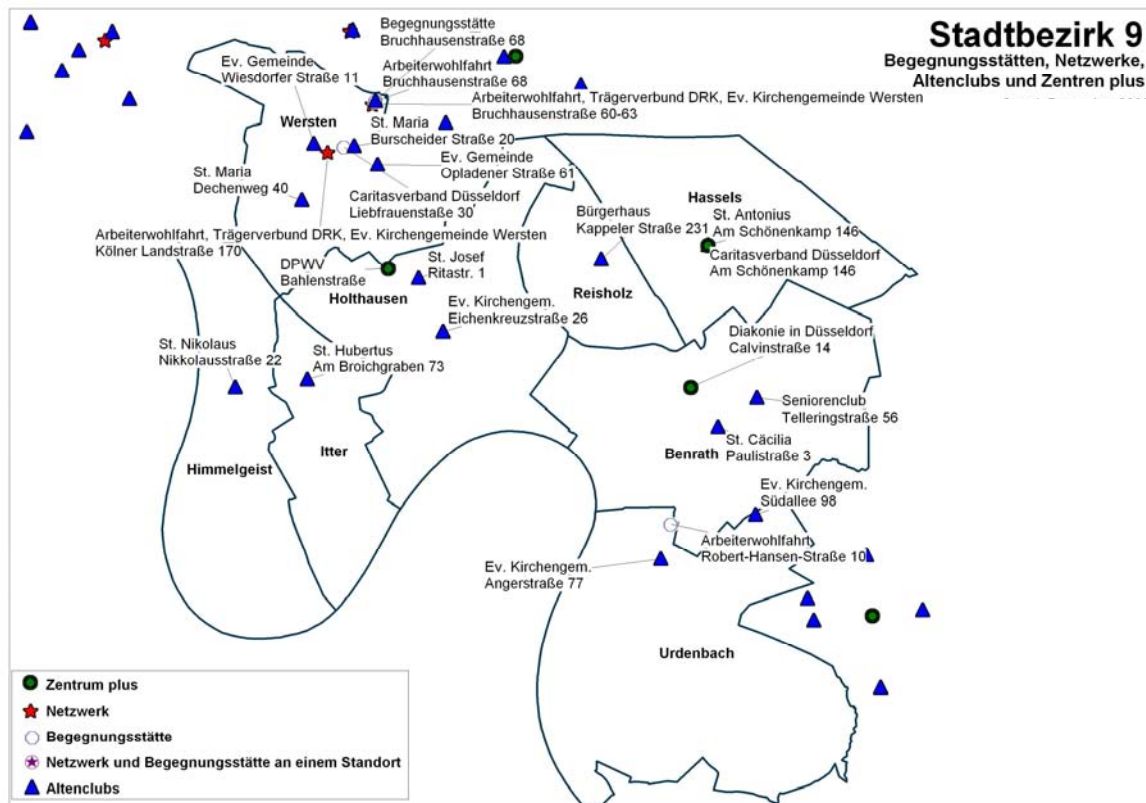 Stadtbezirk 9
Begegnungsstätten, Netzwerke,
Altenclubs und Zentren plus
Begegnungsstätte
Bruchhausenstraße 68
Ev. Gemeinde
Wiesdorfer Straße 11
Arbeiterwohlfahrt
Bruchhausenstraße 68
Arbeiterwohlfahrt, Trägerverbund DRK, Ev. Kirchengemeinde Wersten
Bruchhausenstraße 60-63
Wersten
St. Maria
Burscheider Straße 20
Ev. Gemeinde
Opladener Straße 61
St. Maria
Dechenweg 40
Caritasverband Düsseldorf
Liebfrauenstaße 30
Hassels
Bürgerhaus
Kappeler Straße 231
St. Antonius
Am Schönenkamp 146
Caritasverband Düsseldorf
Am Schönenkamp 146
Arbeiterwohlfahrt, Trägerverbund DRK, Ev. Kirchengemeinde Wersten
Kölner Landstraße 170
DPWV
Bahlenstraße
St. Josef
Ritastr. 1
Holthausen
Reisholz
Ev. Kirchengem.
Eichenkreuzstraße 26
Diakonie in Düsseldorf
Calvinstraße 14
St. Nikolaus
Nikkolausstraße 22
St. Hubertus
Am Broichgraben 73
Seniorenclub
Telleringstraße 56
St. Cäcilia
Paulistraße 3
Benrath
Itter
Himmelgeist
Ev. Kirchengem.
Südallee 98
Arbeiterwohlfahrt
Robert-Hansen-Straße 10
Ev. Kirchengem.
Angerstraße 77
Urdenbach
Zentrum plus
Netzwerk
Begegnungsstätte
Netzwerk und Begegnungsstätte an einem Standort
Altenclubs